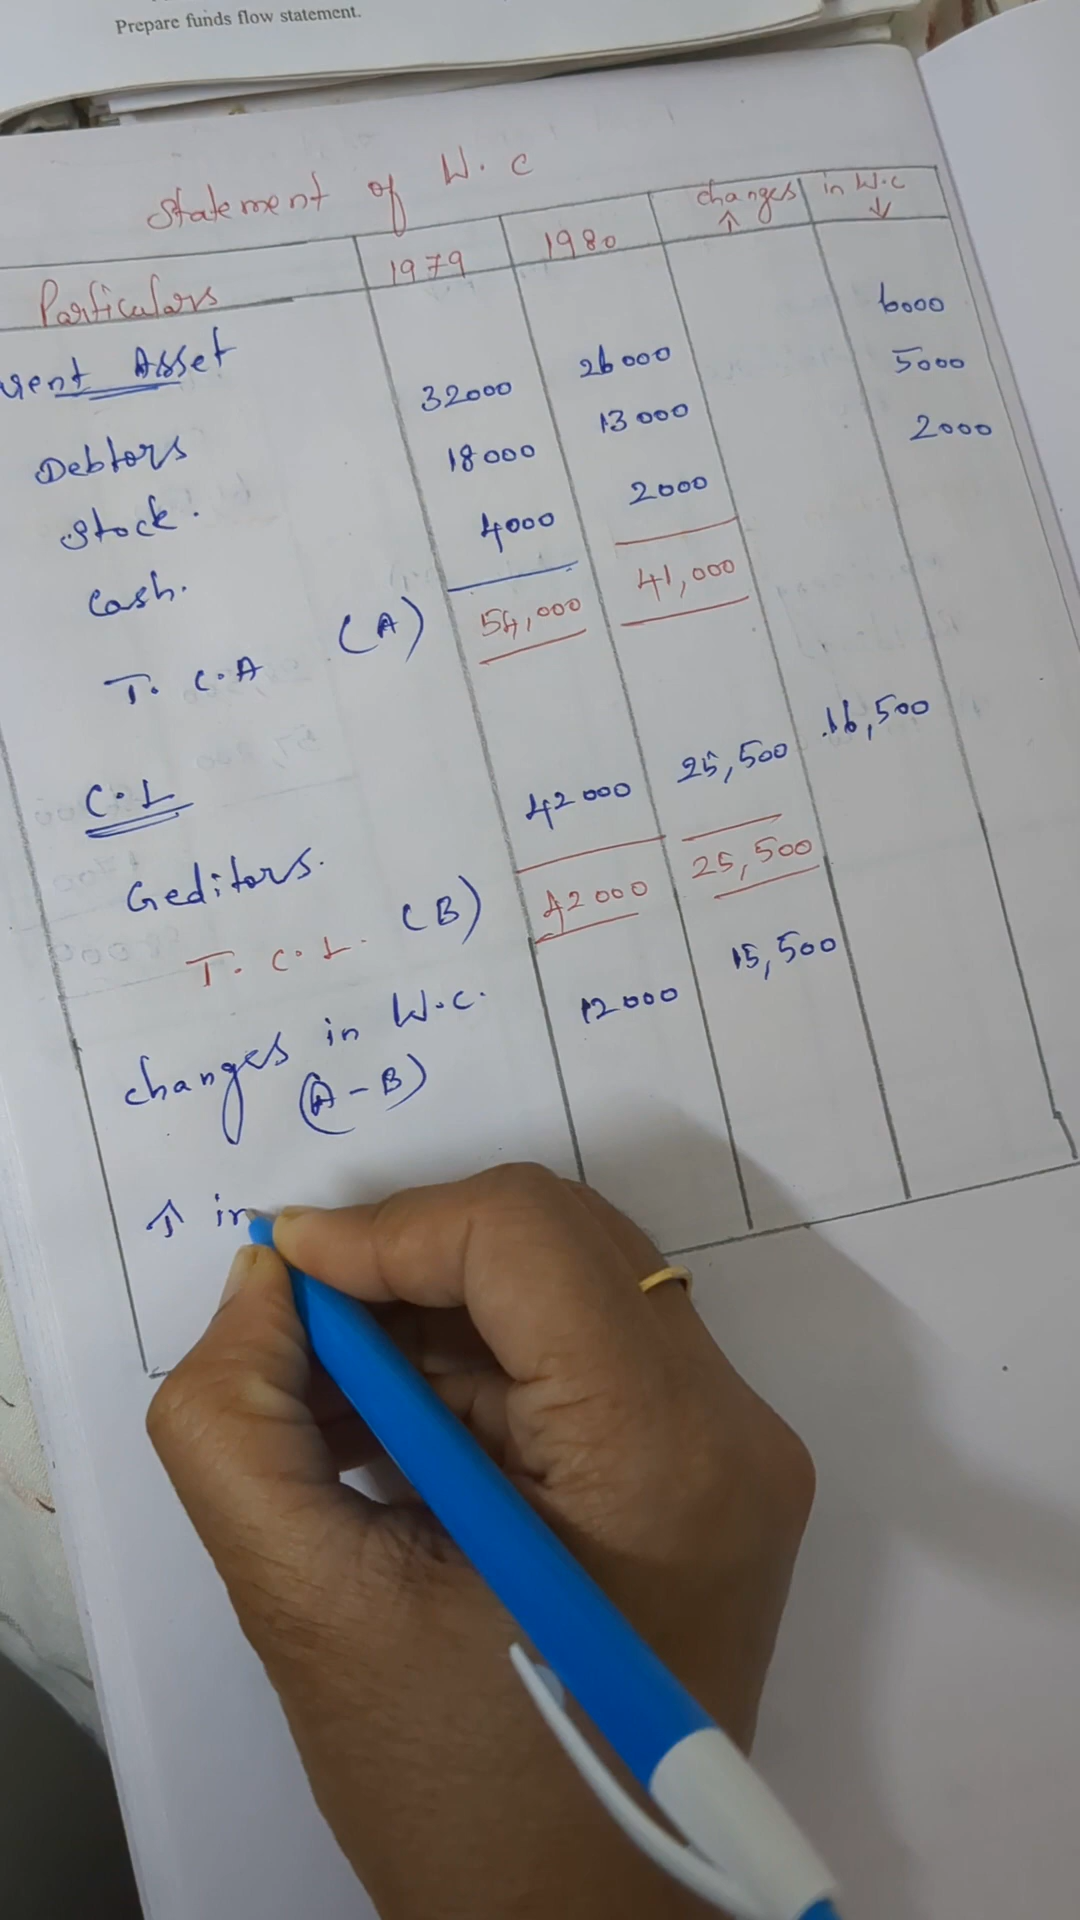 Prepare funds flow statement.
Statement of W.C
Particulars 1979 1980 changes in W.C
↑ ↓
rent Asset
Debtors 32000 26000 6000
Stock. 18000 13000 5000
Cash. 4000 2000 2000
T. C.A (A) 54,000 41,000
C.L
Creditors. 42000 25,500 16,500
T. C.L. (B) 42000 25,500
changes in W.C. 12000 15,500
(A-B)
↑ in